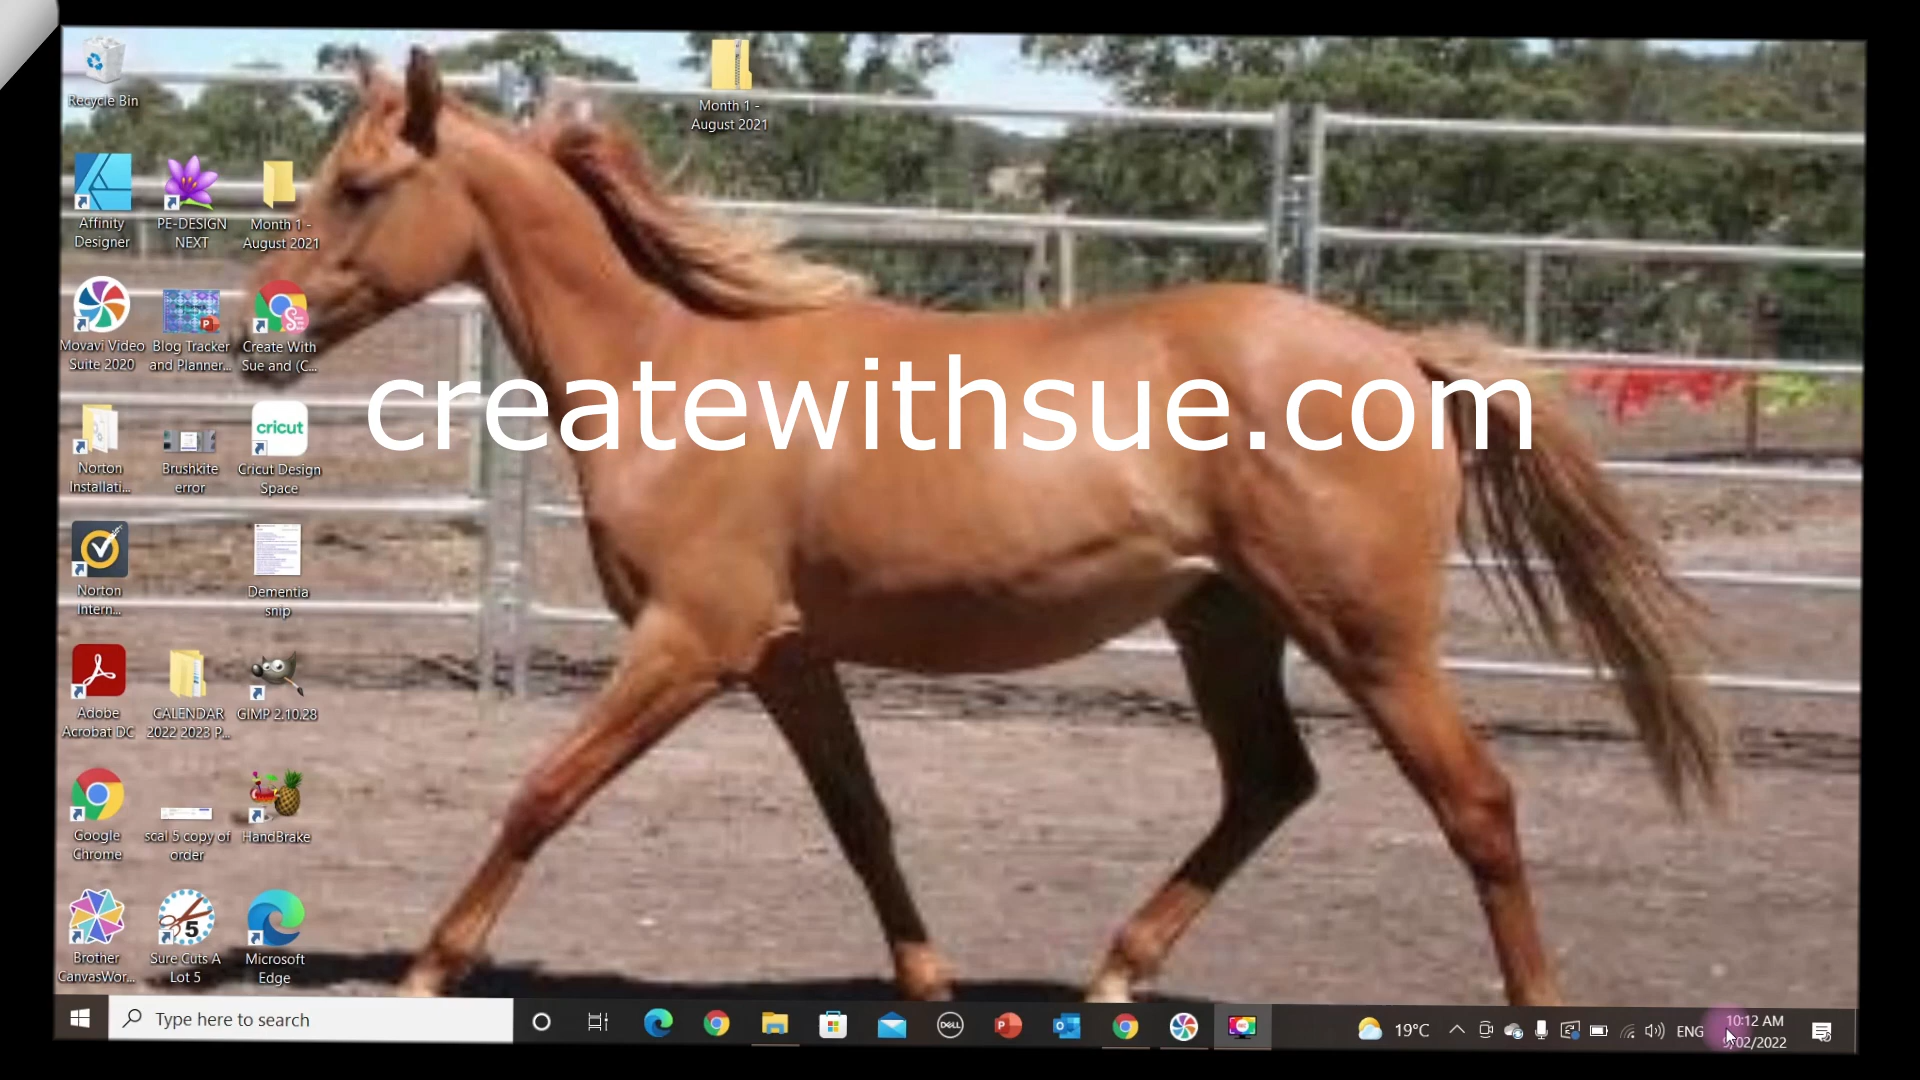 Recycle Bin
Month 1 -
August 2021
Affinity
Designer
PE-DESIGN
NEXT
Month 1 -
August 2021
Movavi Video
Suite 2020
Blog Tracker
and Planner...
Create With
Sue and (C...
createwithsue.com
Norton
Installati...
Brushkite
error
cricut
Cricut Design
Space
Norton
Intern...
Dementia
snip
Adobe
Acrobat DC
CALENDAR
2022 2023 P...
GIMP 2.10.28
Google
Chrome
scal 5 copy of
order
HandBrake
Brother
CanvasWor...
5
Sure Cuts A
Lot 5
Microsoft
Edge
Type here to search
DELL
19°C
ENG
10:12 AM
/02/2022